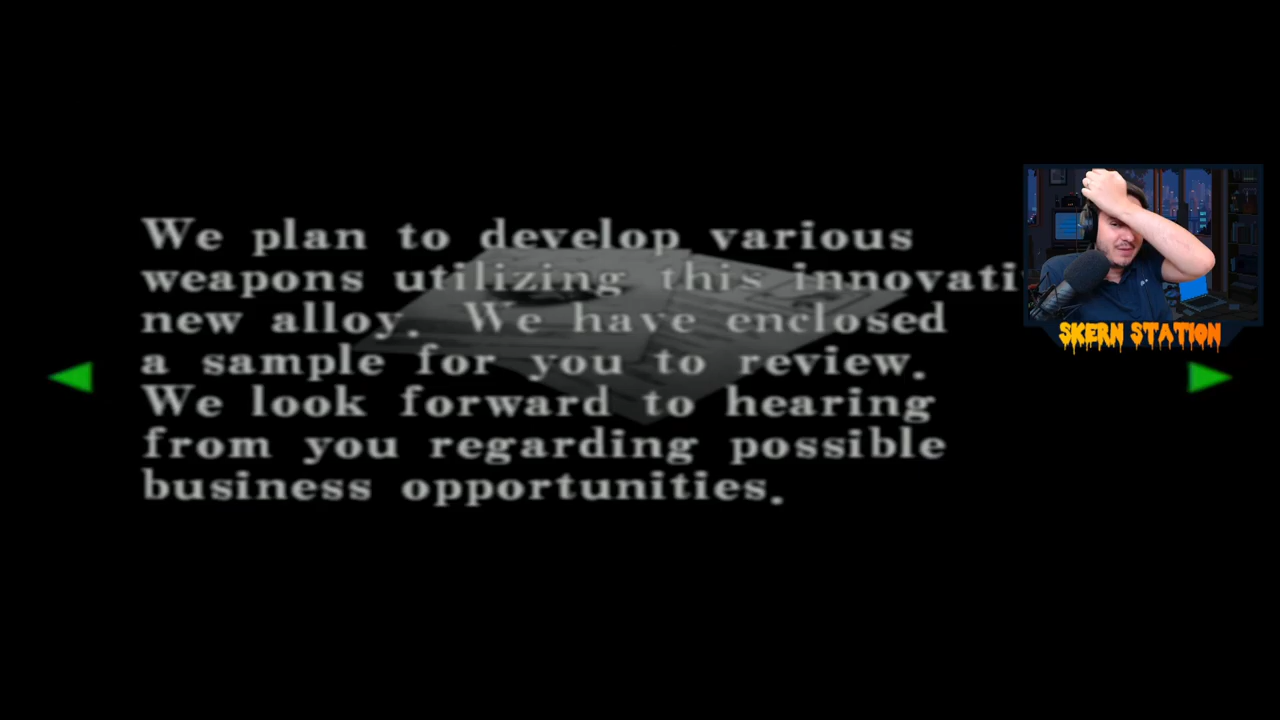 We plan to develop various
weapons utilizing this innovati
new alloy. We have enclosed
a sample for you to review.
We look forward to hearing
from you regarding possible
business opportunities.
SKERN STATION